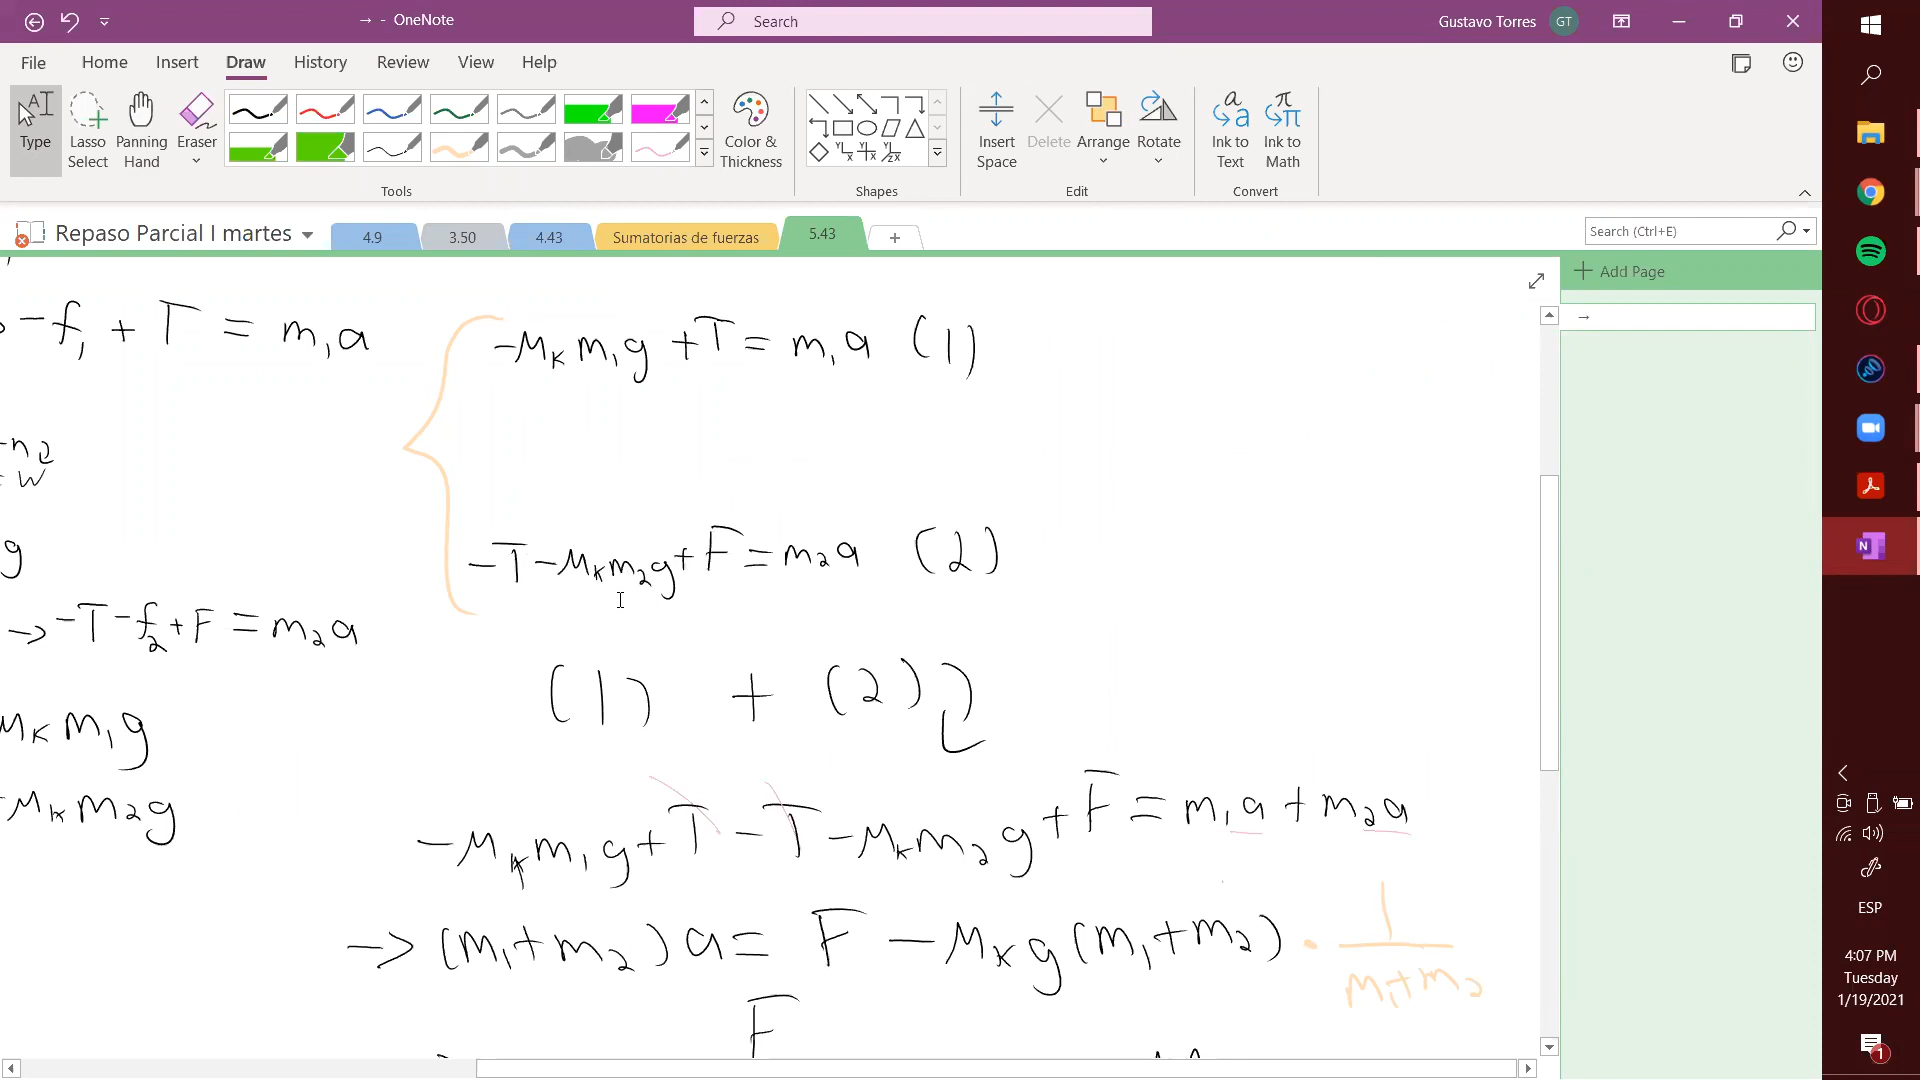 → - OneNote
Search
Gustavo Torres
GT
File Home Insert Draw History Review View Help
Type
Lasso Select
Panning Hand
Eraser
Color & Thickness
Insert Space
Delete
Arrange
Rotate
Ink to Text
Ink to Math
Tools
Shapes
Edit
Convert
Repaso Parcial I martes
4.9
3.50
4.43
Sumatorias de fuerzas
5.43
Search (Ctrl+E)
Add Page
→
-f₁ + T = m₁a
-μₖm₁g + T = m₁a (1)
-n₂
= W
g
-T - μₖm₂g + F = m₂a (2)
→ -T - f₂ + F = m₂a
(1) + (2)
μₖm₁g
μₖm₂g
-μₖm₁g + T - T - μₖm₂g + F = m₁a + m₂a
→ (m₁+m₂)a = F - μₖg(m₁+m₂) · 1/(m₁+m₂)
F
ESP
4:07 PM
Tuesday
1/19/2021
1